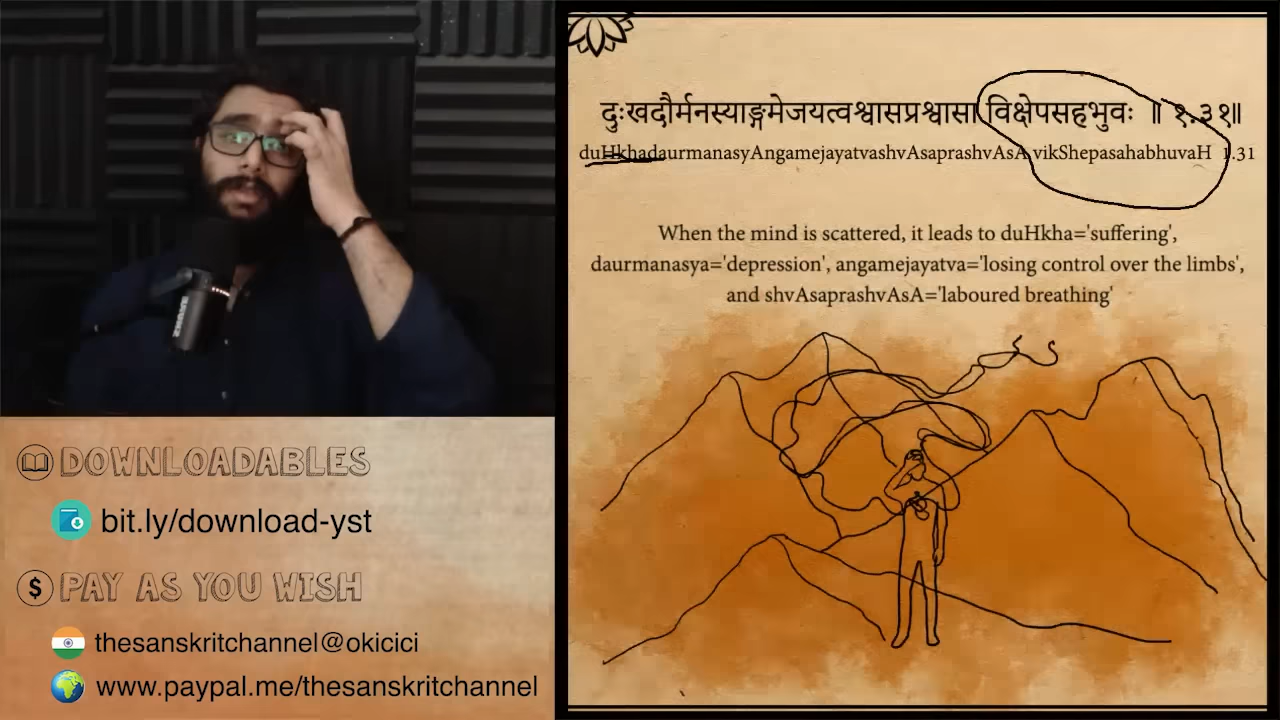 DOWNLOADABLES
bit.ly/download-yst
$ PAY AS YOU WISH
thesanskritchannel@okicici
www.paypal.me/thesanskritchannel
दुःखदौर्मनस्याङ्गमेजयत्वश्वासप्रश्वासा विक्षेपसहभुवः ॥ १.३१॥
duHkhadaurmanasyAngamejayatvashvAsaprashvAsA vikShepasahabhuvaH 1.31
When the mind is scattered, it leads to duHkha='suffering',
daurmanasya='depression', angamejayatva='losing control over the limbs',
and shvAsaprashvAsA='laboured breathing'